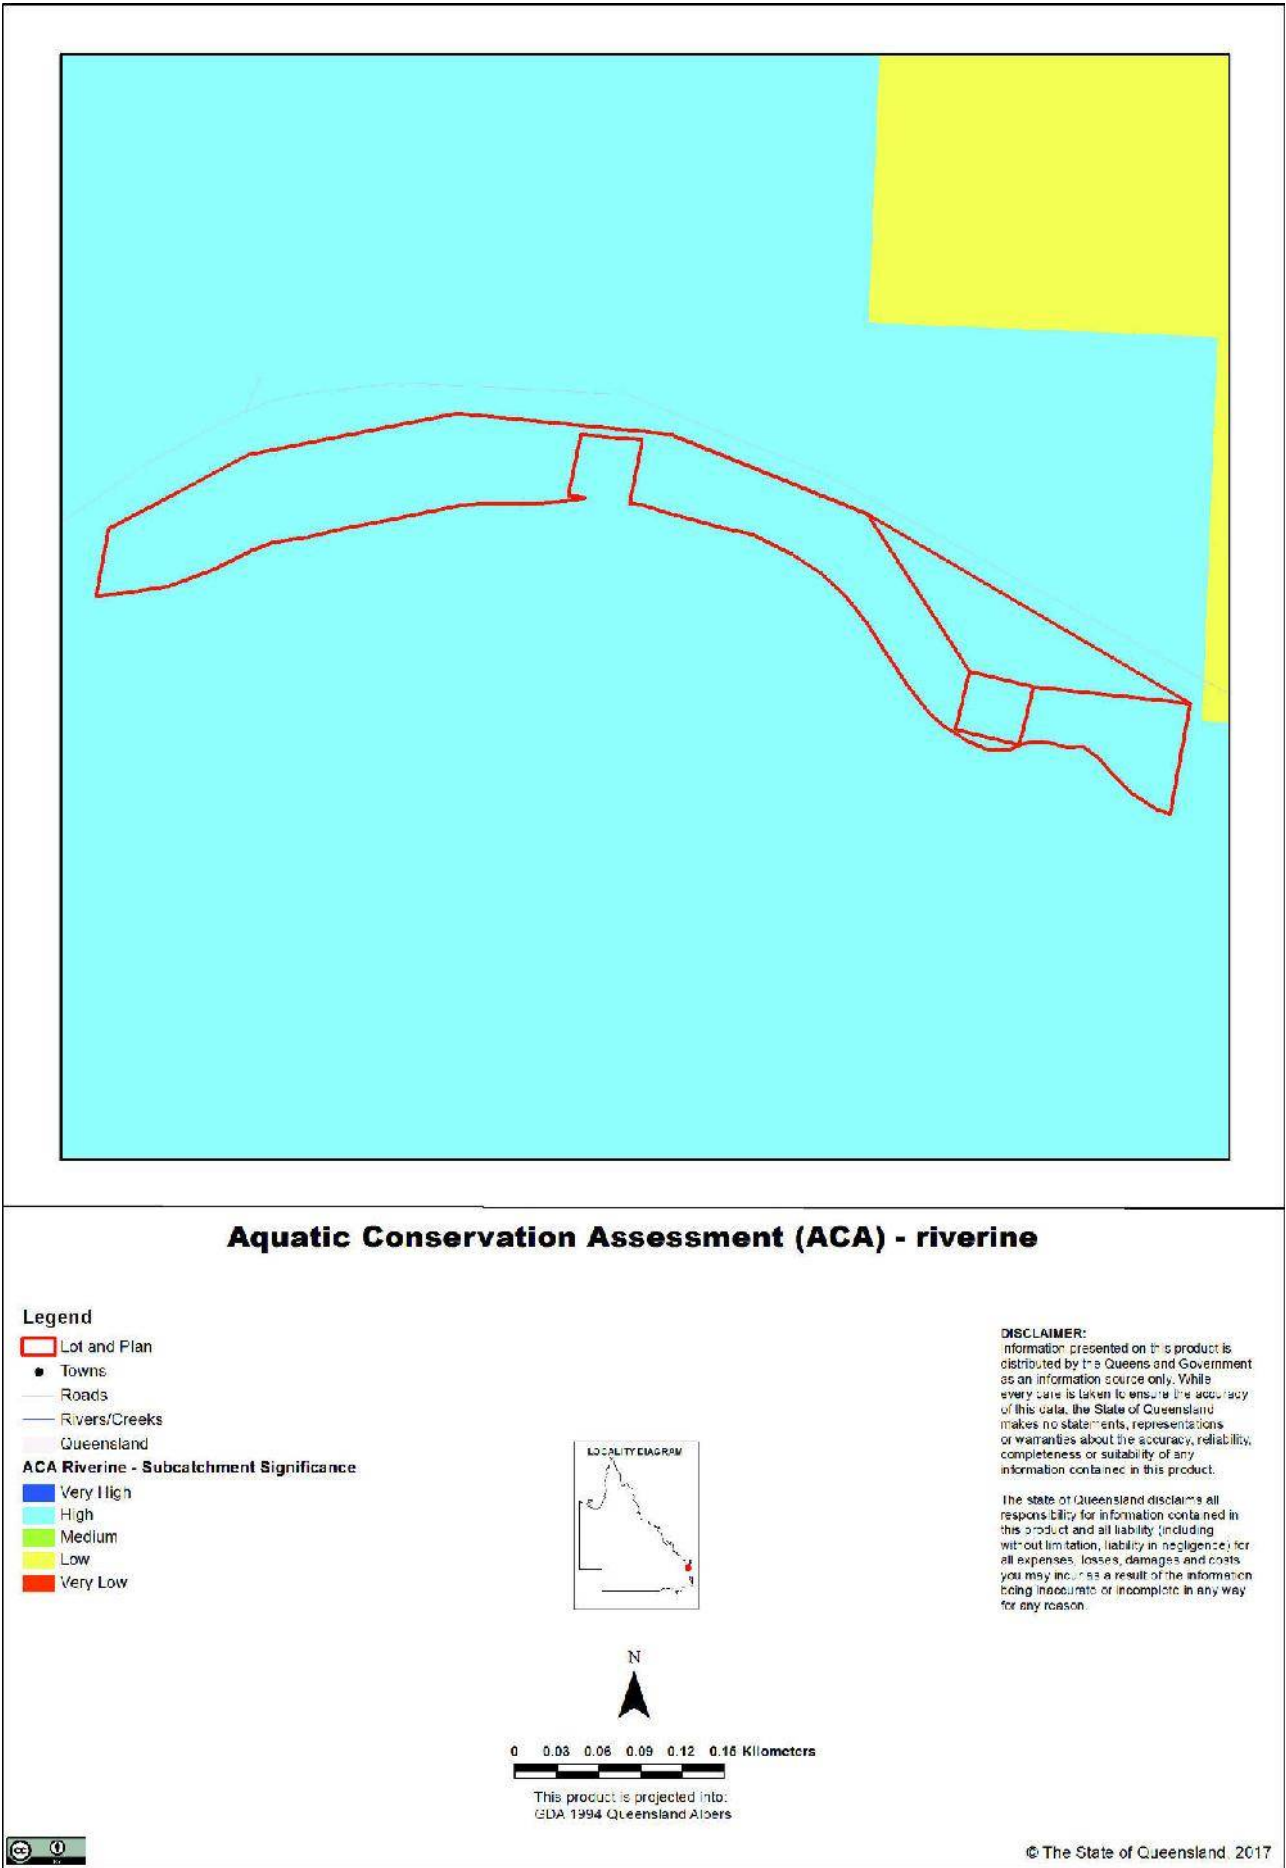 Aquatic Conservation Assessment (ACA) - riverine
Legend
Lot and Plan
Towns
Roads
Rivers/Creeks
Queensland
ACA Riverine - Subcatchment Significance
Very High
High
Medium
Low
Very Low
LOCALITY DIAGRAM
N
0 0.03 0.06 0.09 0.12 0.15 Kilometers
This product is projected into:
GDA 1994 Queensland Albers
DISCLAIMER:
Information presented on this product is
distributed by the Queensland Government
as an information source only. While
every care is taken to ensure the accuracy
of this data, the State of Queensland
makes no statements, representations
or warranties about the accuracy, reliability,
completeness or suitability of any
information contained in this product.
The state of Queensland disclaims all
responsibility for information contained in
this product and all liability (including
without limitation, liability in negligence) for
all expenses, losses, damages and costs
you may incur as a result of the information
being inaccurate or incomplete in any way
for any reason.
cc
© The State of Queensland, 2017